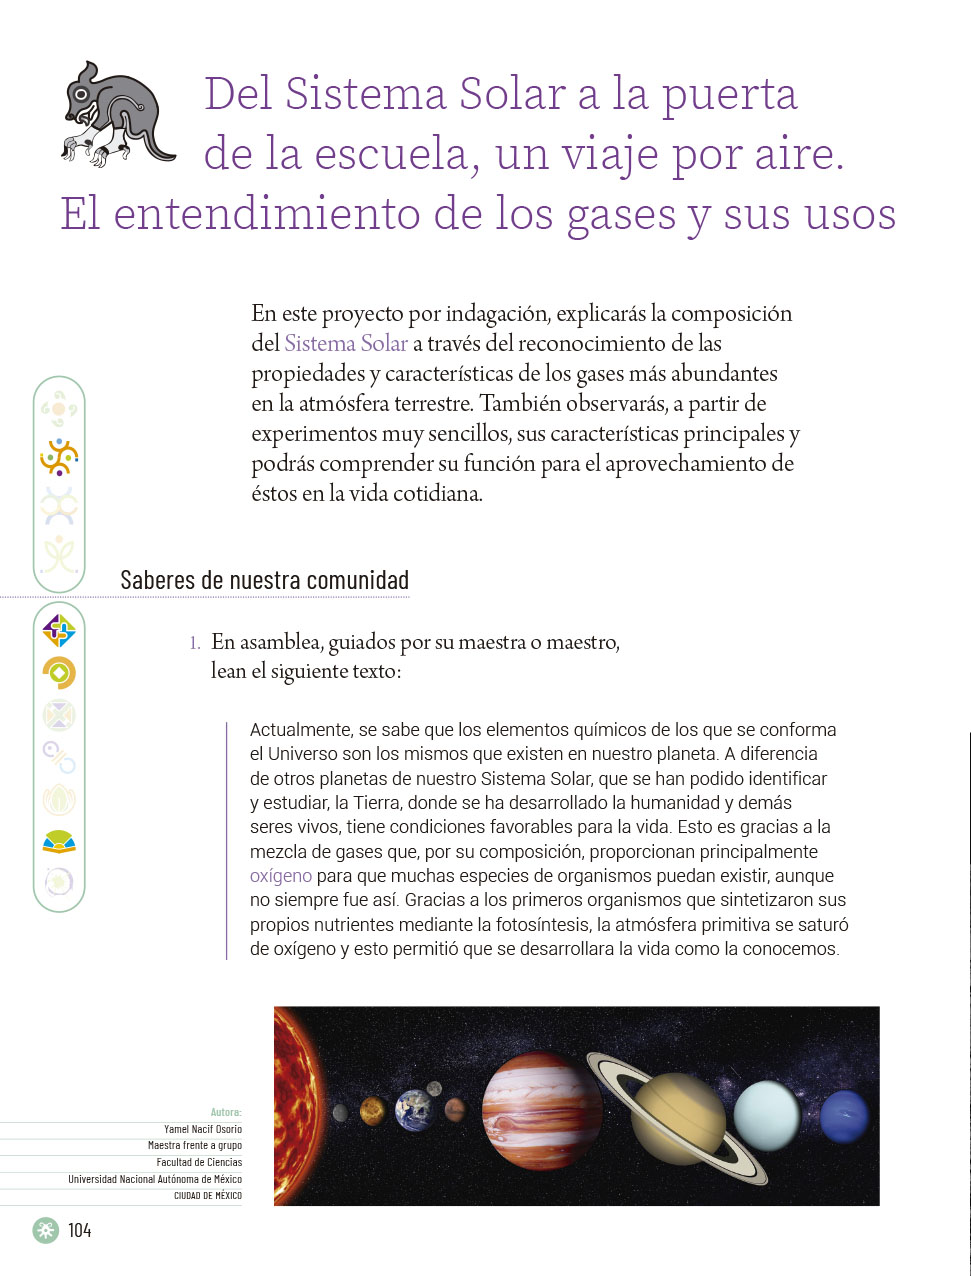 Del Sistema Solar a la puerta
de la escuela, un viaje por aire.
El entendimiento de los gases y sus usos
En este proyecto por indagación, explicarás la composición
del Sistema Solar a través del reconocimiento de las
propiedades y características de los gases más abundantes
en la atmósfera terrestre. También observarás, a partir de
experimentos muy sencillos, sus características principales y
podrás comprender su función para el aprovechamiento de
éstos en la vida cotidiana.
Saberes de nuestra comunidad
1. En asamblea, guiados por su maestra o maestro,
lean el siguiente texto:
Actualmente, se sabe que los elementos químicos de los que se conforma
el Universo son los mismos que existen en nuestro planeta. A diferencia
de otros planetas de nuestro Sistema Solar, que se han podido identificar
y estudiar, la Tierra, donde se ha desarrollado la humanidad y demás
seres vivos, tiene condiciones favorables para la vida. Esto es gracias a la
mezcla de gases que, por su composición, proporcionan principalmente
oxígeno para que muchas especies de organismos puedan existir, aunque
no siempre fue así. Gracias a los primeros organismos que sintetizaron sus
propios nutrientes mediante la fotosíntesis, la atmósfera primitiva se saturó
de oxígeno y esto permitió que se desarrollara la vida como la conocemos.
Autora:
Yamel Nacif Osorio
Maestra frente a grupo
Facultad de Ciencias
Universidad Nacional Autónoma de México
CIUDAD DE MÉXICO
104